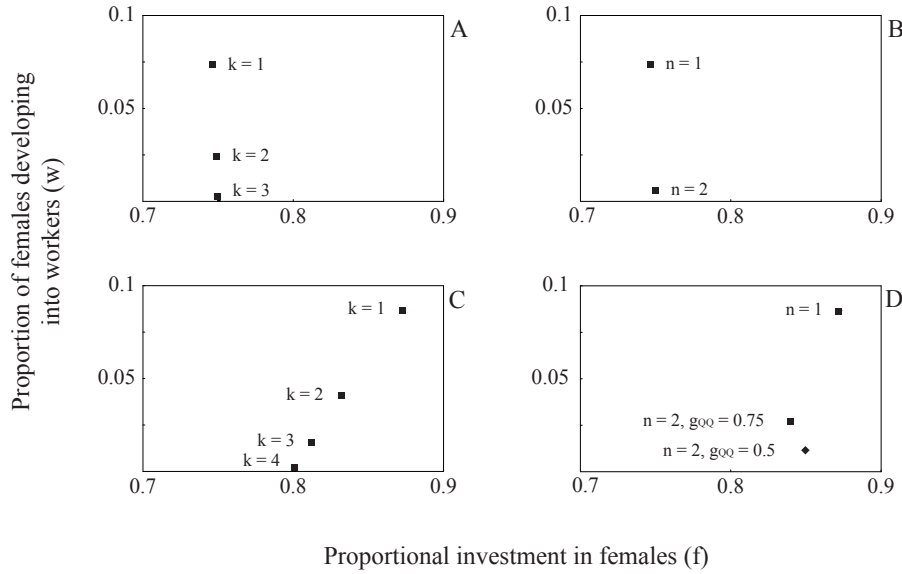 0.1
A
k = 1
0.05
k = 2
k = 3
0.7
0.8
0.9
0.1
B
n = 1
0.05
n = 2
0.7
0.8
0.9
Proportion of females developing
into workers (w)
0.1
C
k = 1
k = 2
0.05
k = 3
k = 4
0.7
0.8
0.9
0.1
D
n = 1
0.05
n = 2, gQQ = 0.75
n = 2, gQQ = 0.5
0.7
0.8
0.9
Proportional investment in females (f)